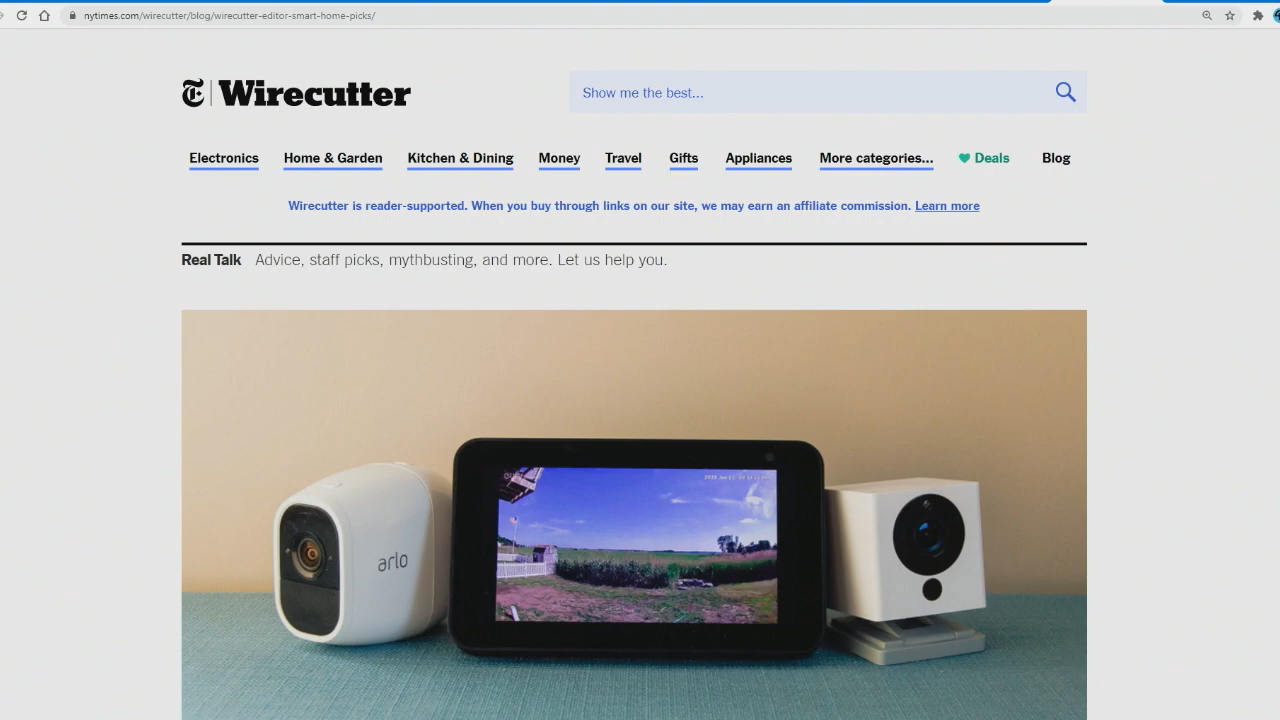 nytimes.com/wirecutter/blog/wirecutter-editor-smart-home-picks/
T Wirecutter
Show me the best...
Electronics Home & Garden Kitchen & Dining Money Travel Gifts Appliances More categories... Deals Blog
Wirecutter is reader-supported. When you buy through links on our site, we may earn an affiliate commission. Learn more
Real Talk Advice, staff picks, mythbusting, and more. Let us help you.
arlo